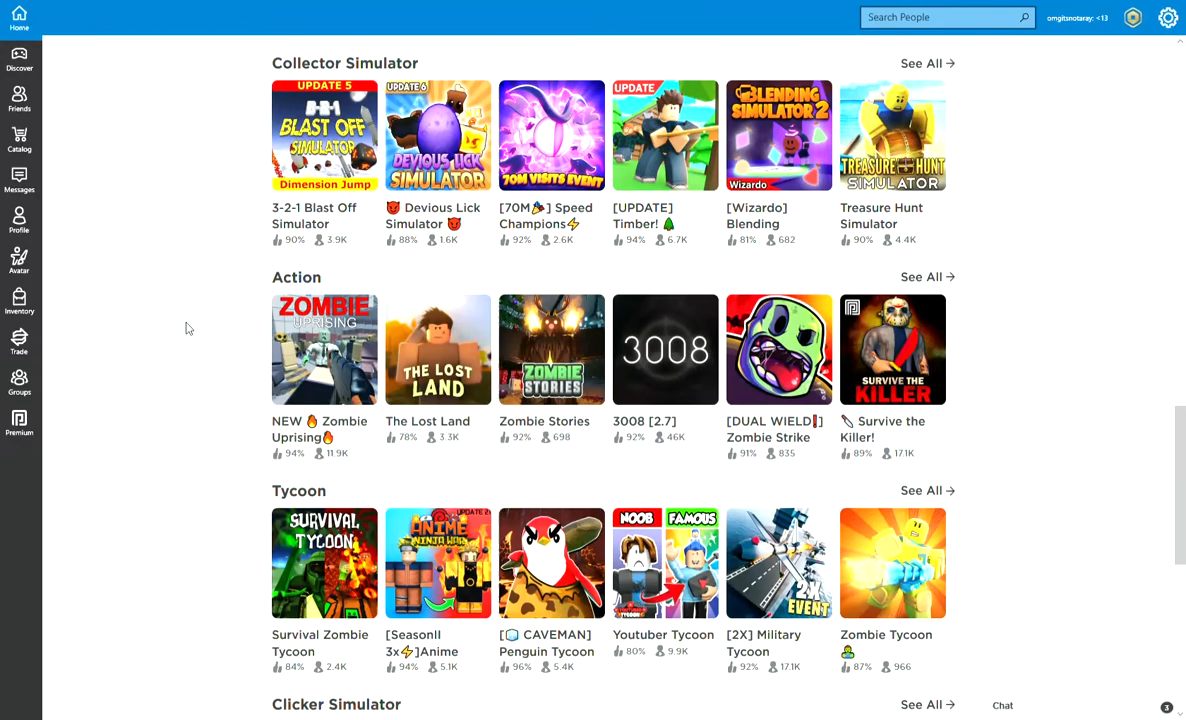 Home
Search People
omgitsnotaray: <13
Discover
Friends
Catalog
Messages
Profile
Avatar
Inventory
Trade
Groups
Premium
Collector Simulator
See All →
UPDATE 5
3-2-1
BLAST OFF
SIMULATOR
Dimension Jump
UPDATE 6
DEVIOUS LICK
SIMULATOR
70M VISITS EVENT
UPDATE
BLENDING
SIMULATOR 2
Wizardo
TREASURE HUNT
SIMULATOR
3-2-1 Blast Off
Simulator
90% 3.9K
😈 Devious Lick
Simulator 😈
88% 1.6K
[70M🎉] Speed
Champions⚡
92% 2.6K
[UPDATE]
Timber! 🌲
94% 6.7K
[Wizardo]
Blending
81% 682
Treasure Hunt
Simulator
90% 4.4K
Action
See All →
ZOMBIE
UPRISING
THE LOST
LAND
ZOMBIE
STORIES
3008
SURVIVE THE
KILLER
NEW 🔥 Zombie
Uprising🔥
94% 11.9K
The Lost Land
78% 3.3K
Zombie Stories
92% 698
3008 [2.7]
92% 46K
[DUAL WIELD❗]
Zombie Strike
91% 835
🔪 Survive the
Killer!
89% 17.1K
Tycoon
See All →
SURVIVAL
TYCOON
ANIME
NINJA WAR
NOOB
FAMOUS
2X
EVENT
Survival Zombie
Tycoon
84% 2.4K
[SeasonII
3x⚡]Anime
94% 5.1K
[🧊 CAVEMAN]
Penguin Tycoon
96% 5.4K
Youtuber Tycoon
80% 9.9K
[2X] Military
Tycoon
92% 17.1K
Zombie Tycoon
🧟
87% 966
Clicker Simulator
See All →
Chat
3